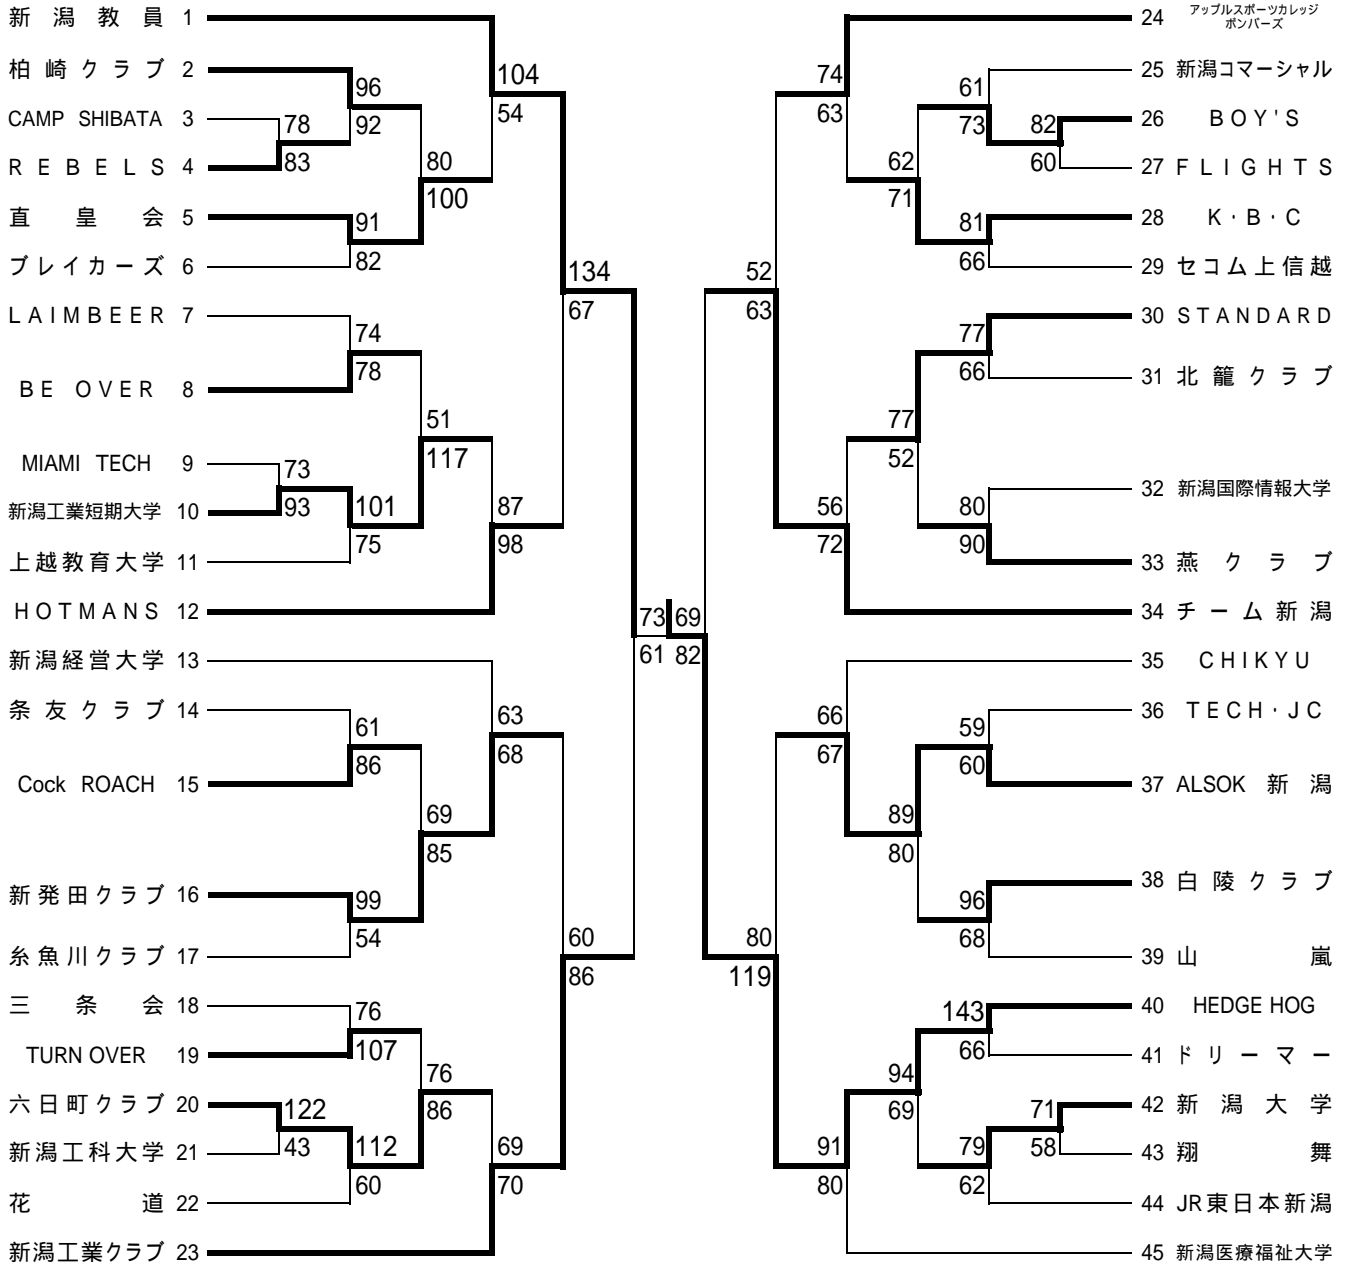 新潟教員 1
柏崎クラブ 2
CAMP SHIBATA 3
REBELS 4
直皇会 5
ブレイカーズ 6
LAIMBEER 7
BE OVER 8
MIAMI TECH 9
新潟工業短期大学 10
上越教育大学 11
HOTMANS 12
新潟経営大学 13
条友クラブ 14
Cock ROACH 15
新発田クラブ 16
糸魚川クラブ 17
三条会 18
TURN OVER 19
六日町クラブ 20
新潟工科大学 21
花道 22
新潟工業クラブ 23
78
83
73
93
122
43
96
92
91
82
74
78
101
75
61
86
99
54
76
107
112
60
80
100
51
117
69
85
76
86
104
54
87
98
63
68
69
70
134
67
60
86
73
61
69
82
52
63
80
119
74
63
56
72
66
67
91
80
62
71
77
52
89
80
94
69
61
73
81
66
77
66
80
90
59
60
96
68
143
66
79
62
82
60
71
58
24 アップルスポーツカレッジ
ボンバーズ
25 新潟コマーシャル
26 BOY'S
27 FLIGHTS
28 K・B・C
29 セコム上信越
30 STANDARD
31 北籠クラブ
32 新潟国際情報大学
33 燕クラブ
34 チーム新潟
35 CHIKYU
36 TECH・JC
37 ALSOK 新潟
38 白陵クラブ
39 山嵐
40 HEDGE HOG
41 ドリーマー
42 新潟大学
43 翔舞
44 JR東日本新潟
45 新潟医療福祉大学